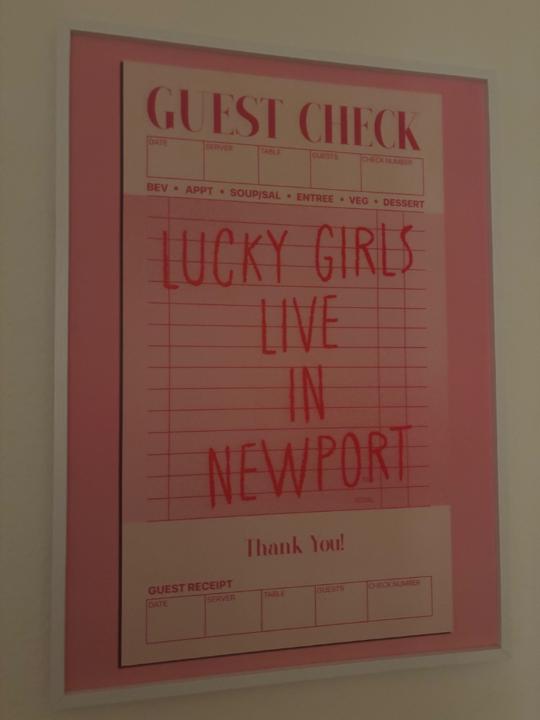 GUEST CHECK
DATE SERVER TABLE GUESTS CHECK NUMBER
BEV • APPT • SOUP/SAL • ENTREE • VEG • DESSERT
LUCKY GIRLS
LIVE
IN
NEWPORT
TOTAL
Thank You!
GUEST RECEIPT
DATE SERVER TABLE GUESTS CHECK NUMBER